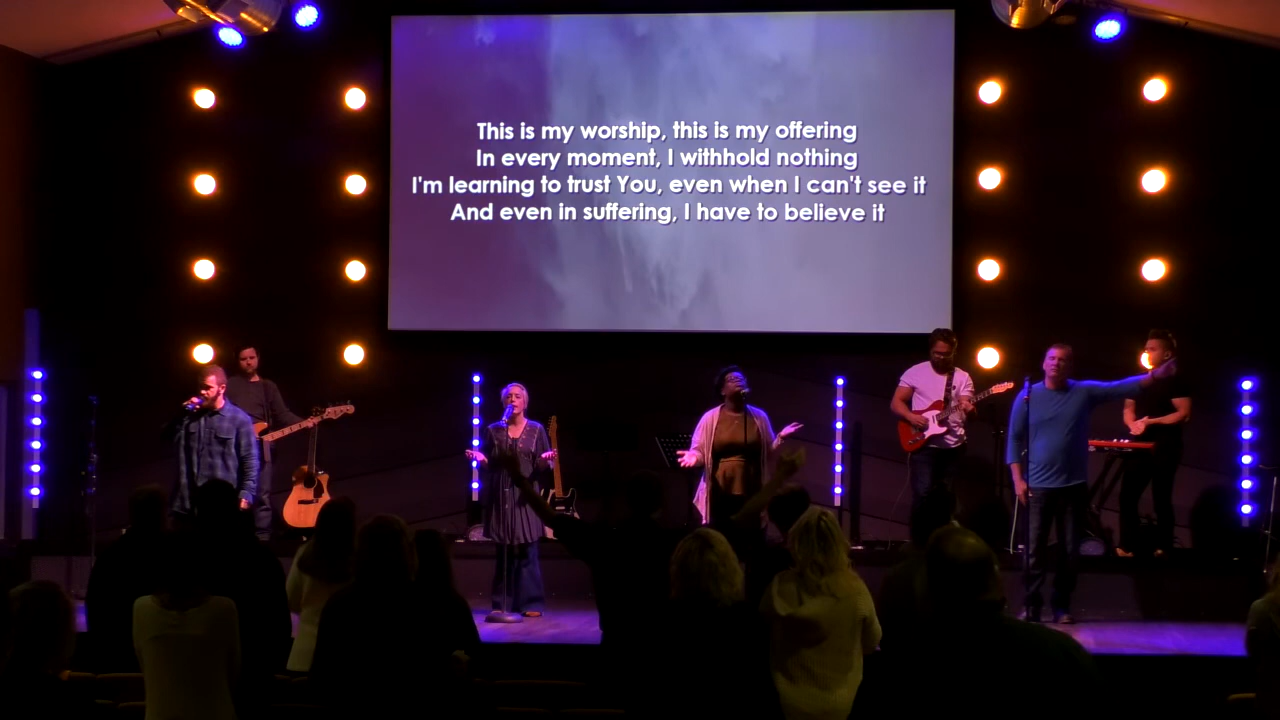 This is my worship, this is my offering
In every moment, I withhold nothing
I'm learning to trust You, even when I can't see it
And even in suffering, I have to believe it